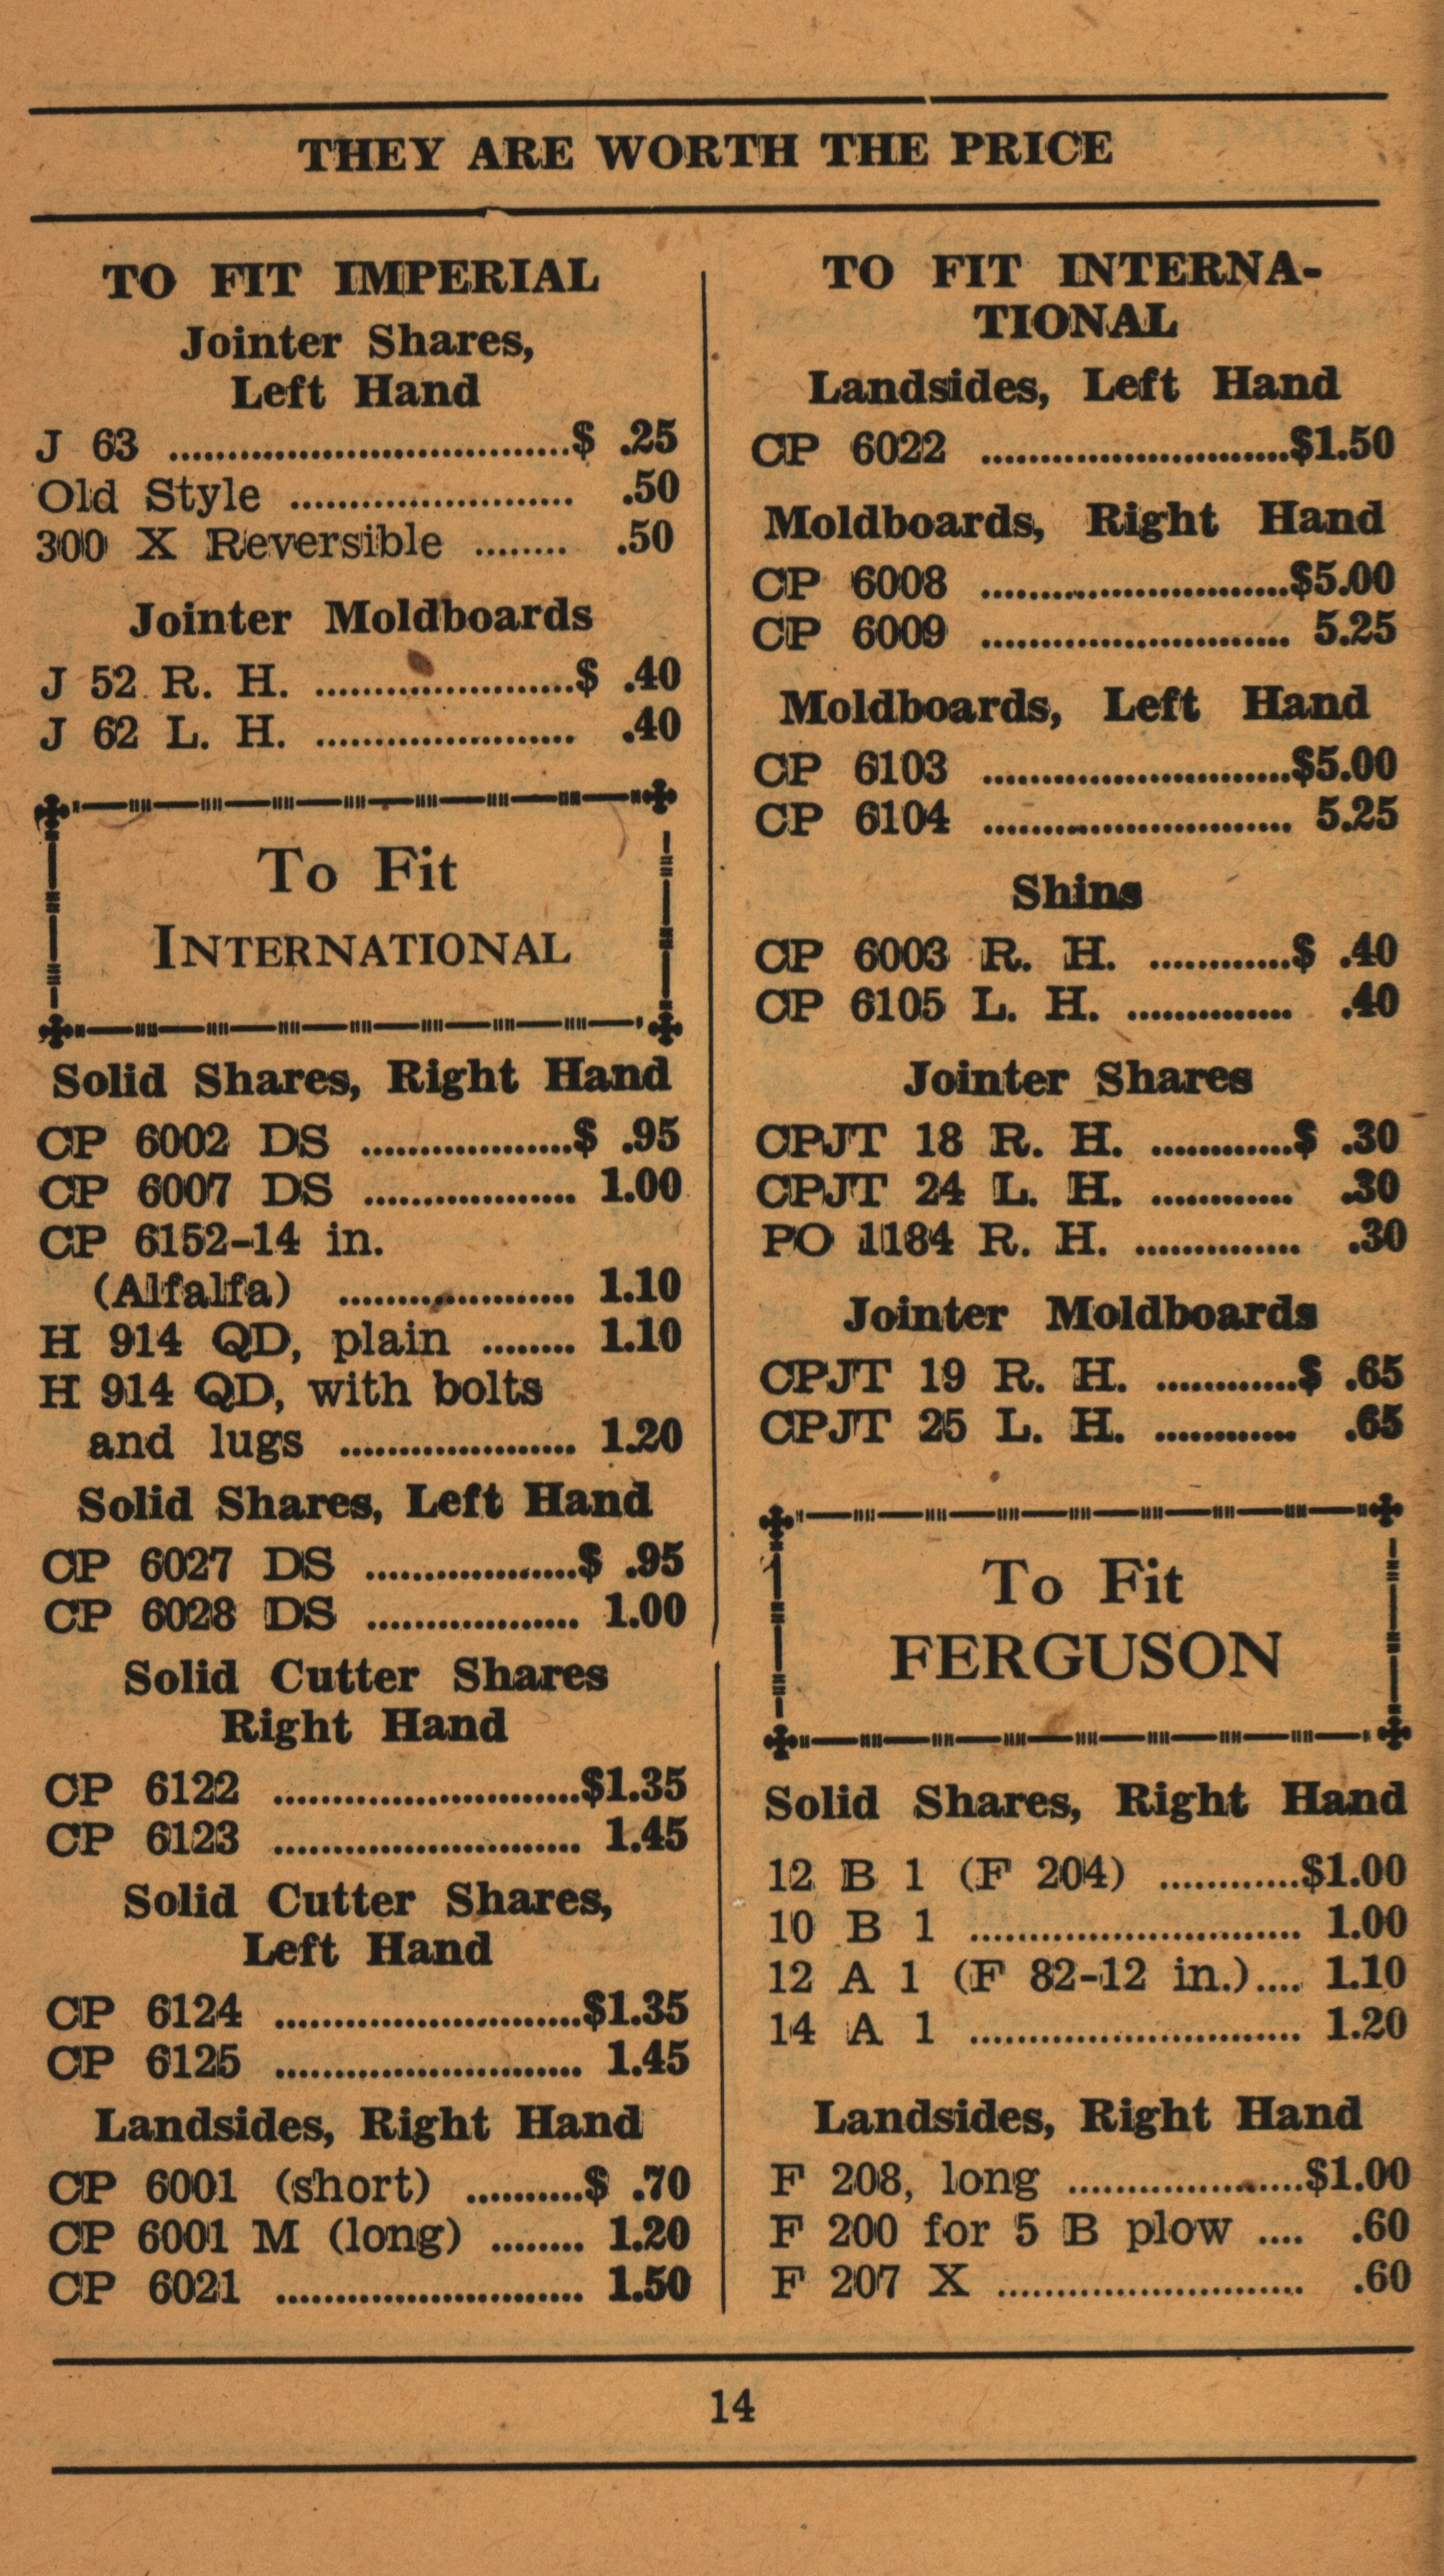 THEY ARE WORTH THE PRICE
TO FIT IMPERIAL
Jointer Shares,
Left Hand
J 63 ..................................$ .25
Old Style ........................ .50
300 X Reversible ........ .50
Jointer Moldboards
J 52 R. H. ......................$ .40
J 62 L. H. ...................... .40
To Fit
INTERNATIONAL
Solid Shares, Right Hand
CP 6002 DS ..................$ .95
CP 6007 DS .................. 1.00
CP 6152-14 in.
(Alfalfa) .................... 1.10
H 914 QD, plain ........ 1.10
H 914 QD, with bolts
and lugs .................... 1.20
Solid Shares, Left Hand
CP 6027 DS ..................$ .95
CP 6028 DS .................. 1.00
Solid Cutter Shares
Right Hand
CP 6122 ..........................$1.35
CP 6123 .......................... 1.45
Solid Cutter Shares,
Left Hand
CP 6124 ..........................$1.35
CP 6125 .......................... 1.45
Landsides, Right Hand
CP 6001 (short) ..........$ .70
CP 6001 M (long) ........ 1.20
CP 6021 .......................... 1.50
TO FIT INTERNA-
TIONAL
Landsides, Left Hand
CP 6022 ..........................$1.50
Moldboards, Right Hand
CP 6008 ..........................$5.00
CP 6009 .......................... 5.25
Moldboards, Left Hand
CP 6103 ..........................$5.00
CP 6104 .......................... 5.25
Shins
CP 6003 R. H. ............$ .40
CP 6105 L. H. .............. .40
Jointer Shares
CPJT 18 R. H. ............$ .30
CPJT 24 L. H. ............ .30
PO 1184 R. H. .............. .30
Jointer Moldboards
CPJT 19 R. H. ............$ .65
CPJT 25 L. H. ............ .65
To Fit
FERGUSON
Solid Shares, Right Hand
12 B 1 (F 204) ............$1.00
10 B 1 ............................ 1.00
12 A 1 (F 82-12 in.).... 1.10
14 A 1 ............................ 1.20
Landsides, Right Hand
F 208, long ....................$1.00
F 200 for 5 B plow .... .60
F 207 X .......................... .60
14